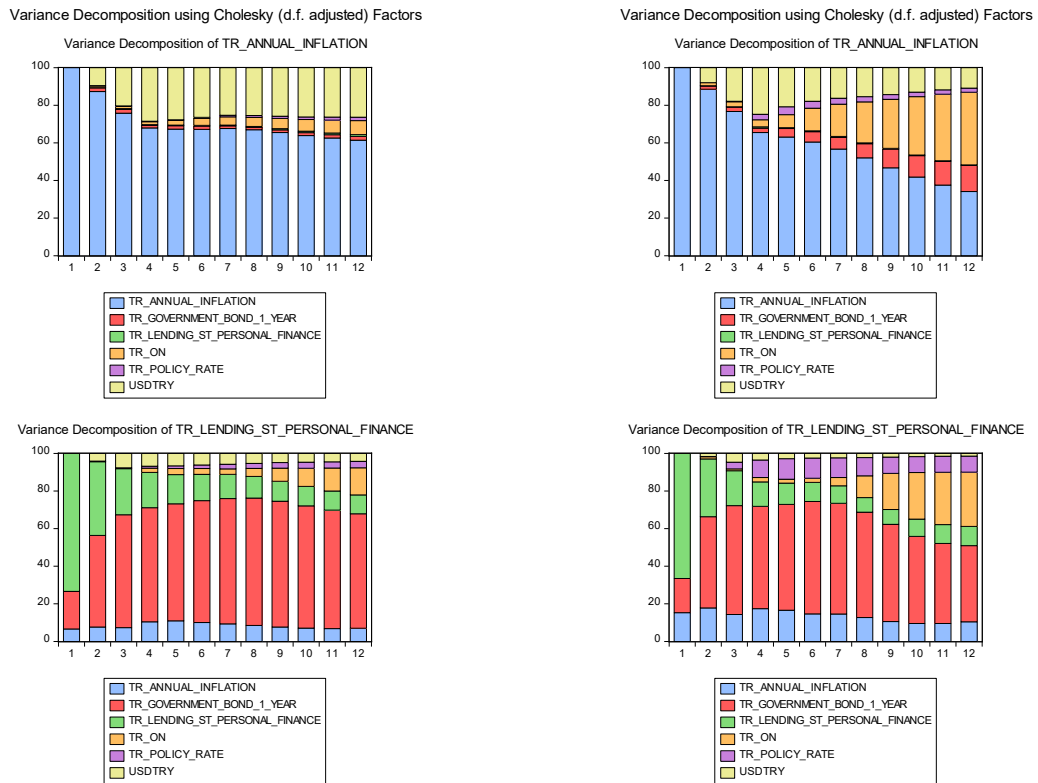 Variance Decomposition using Cholesky (d.f. adjusted) Factors
Variance Decomposition of TR_ANNUAL_INFLATION
100
80
60
40
20
0
1 2 3 4 5 6 7 8 9 10 11 12
TR_ANNUAL_INFLATION
TR_GOVERNMENT_BOND_1_YEAR
TR_LENDING_ST_PERSONAL_FINANCE
TR_ON
TR_POLICY_RATE
USDTRY
Variance Decomposition of TR_LENDING_ST_PERSONAL_FINANCE
100
80
60
40
20
0
1 2 3 4 5 6 7 8 9 10 11 12
TR_ANNUAL_INFLATION
TR_GOVERNMENT_BOND_1_YEAR
TR_LENDING_ST_PERSONAL_FINANCE
TR_ON
TR_POLICY_RATE
USDTRY
Variance Decomposition using Cholesky (d.f. adjusted) Factors
Variance Decomposition of TR_ANNUAL_INFLATION
100
80
60
40
20
0
1 2 3 4 5 6 7 8 9 10 11 12
TR_ANNUAL_INFLATION
TR_GOVERNMENT_BOND_1_YEAR
TR_LENDING_ST_PERSONAL_FINANCE
TR_ON
TR_POLICY_RATE
USDTRY
Variance Decomposition of TR_LENDING_ST_PERSONAL_FINANCE
100
80
60
40
20
0
1 2 3 4 5 6 7 8 9 10 11 12
TR_ANNUAL_INFLATION
TR_GOVERNMENT_BOND_1_YEAR
TR_LENDING_ST_PERSONAL_FINANCE
TR_ON
TR_POLICY_RATE
USDTRY